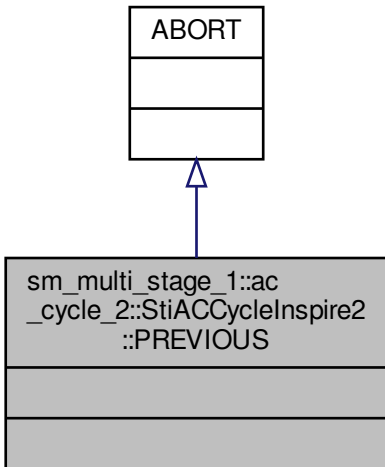 ABORT
sm_multi_stage_1::ac
_cycle_2::StiACCycleInspire2
::PREVIOUS